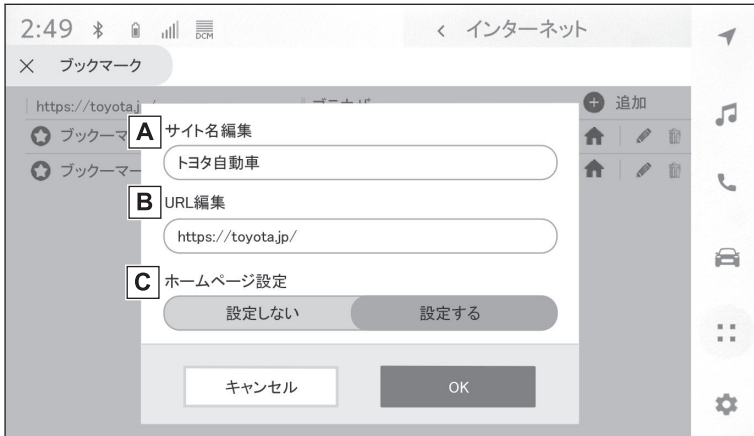 2:49 DCM < インターネット
× ブックマーク
https://toyota.j
追加
A サイト名編集
ブックーマ
トヨタ自動車
ブックーマー
B URL編集
https://toyota.jp/
C ホームページ設定
設定しない 設定する
キャンセル OK